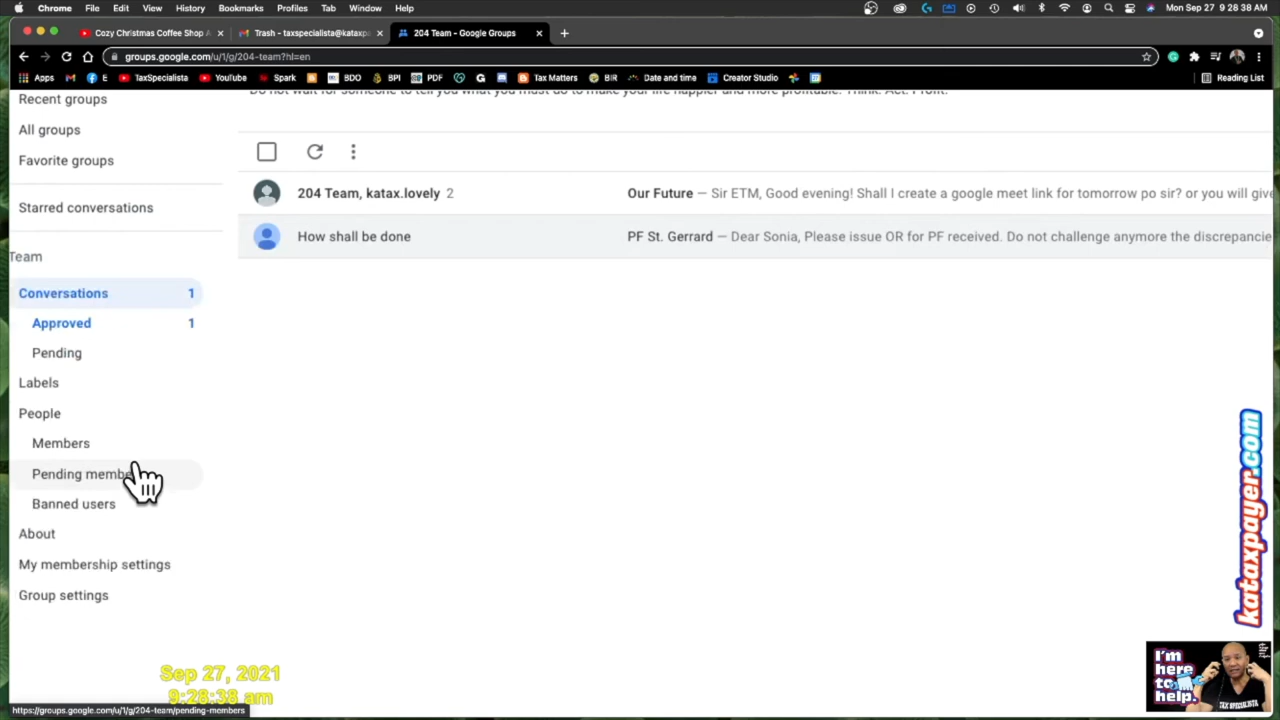 Chrome File Edit View History Bookmarks Profiles Tab Window Help Mon Sep 27 9:28:38 AM
Cozy Christmas Coffee Shop A
Trash - taxspecialista@kataxpa
204 Team - Google Groups
groups.google.com/u/1/g/204-team?hl=en
Apps TaxSpecialista YouTube Spark BDO BPI PDF Tax Matters BIR Date and time Creator Studio Reading List
Do not wait for someone to tell you what you must do to make your life happier and more profitable. Think. Act. Profit.
Recent groups
All groups
Favorite groups
Starred conversations
Team
Conversations 1
Approved 1
Pending
Labels
People
Members
Pending membe
Banned users
About
My membership settings
Group settings
204 Team, katax.lovely 2 Our Future — Sir ETM, Good evening! Shall I create a google meet link for tomorrow po sir? or you will give
How shall be done PF St. Gerrard — Dear Sonia, Please issue OR for PF received. Do not challenge anymore the discrepancie
kataxpayer.com
I'm
here
to
help.
TAX SPECIALISTA
Sep 27, 2021
9:28:38 am
https://groups.google.com/u/1/g/204-team/pending-members